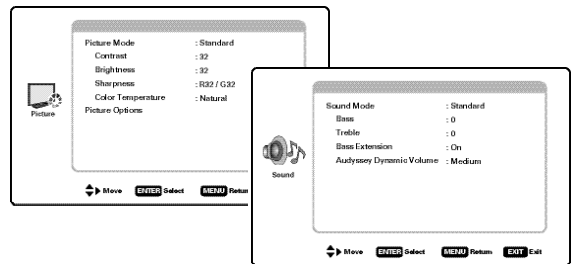 Picture Mode : Standard
Contrast : 32
Brightness : 32
Sharpness : R32 / G32
Color Temperature : Natural
Picture Options
Picture
Move ENTER Select MENU Return
Sound Mode : Standard
Bass : 0
Treble : 0
Bass Extension : On
Audyssey Dynamic Volume : Medium
Sound
Move ENTER Select MENU Return EXIT Exit